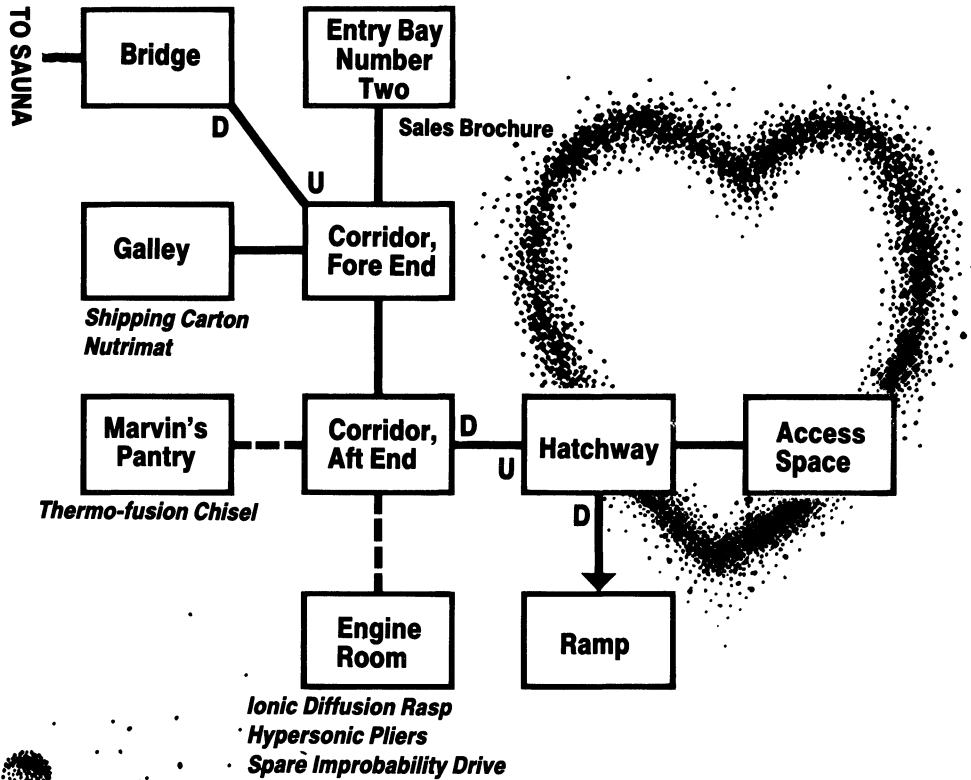 TO SAUNA
Bridge
Entry Bay
Number
Two
Sales Brochure
D
U
Galley
Corridor,
Fore End
Shipping Carton
Nutrimat
Marvin's
Pantry
Corridor,
Aft End
D
U
Hatchway
Access
Space
Thermo-fusion Chisel
D
Engine
Room
Ramp
Ionic Diffusion Rasp
Hypersonic Pliers
Spare Improbability Drive